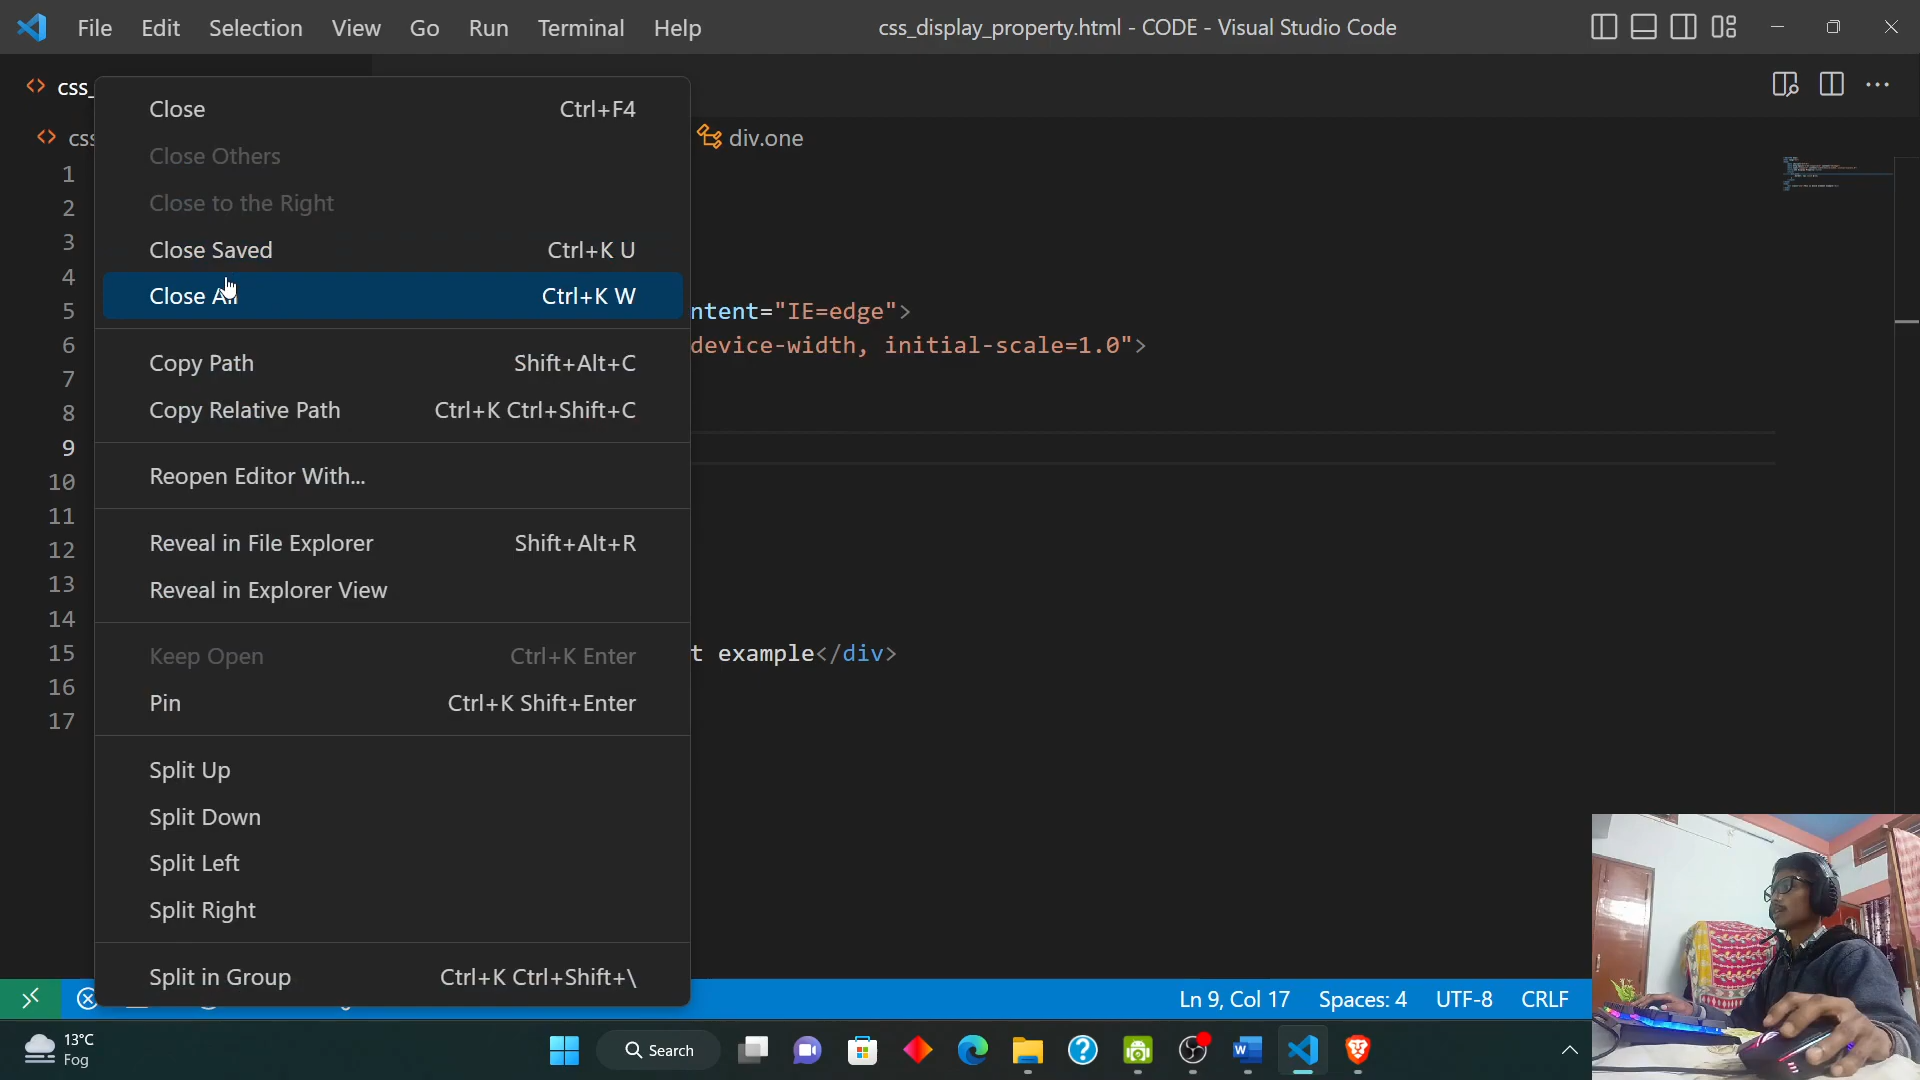 File Edit Selection View Go Run Terminal Help css_display_property.html - CODE - Visual Studio Code
css_
css
div.one
Close Ctrl+F4
Close Others
Close to the Right
Close Saved Ctrl+K U
Close All Ctrl+K W
Copy Path Shift+Alt+C
Copy Relative Path Ctrl+K Ctrl+Shift+C
Reopen Editor With...
Reveal in File Explorer Shift+Alt+R
Reveal in Explorer View
Keep Open Ctrl+K Enter
Pin Ctrl+K Shift+Enter
Split Up
Split Down
Split Left
Split Right
Split in Group Ctrl+K Ctrl+Shift+\
1
2
3
4
5 ntent="IE=edge">
6 device-width, initial-scale=1.0">
7
8
9
10
11
12
13
14
15 t example</div>
16
17
Ln 9, Col 17 Spaces: 4 UTF-8 CRLF
13°C
Fog
Search